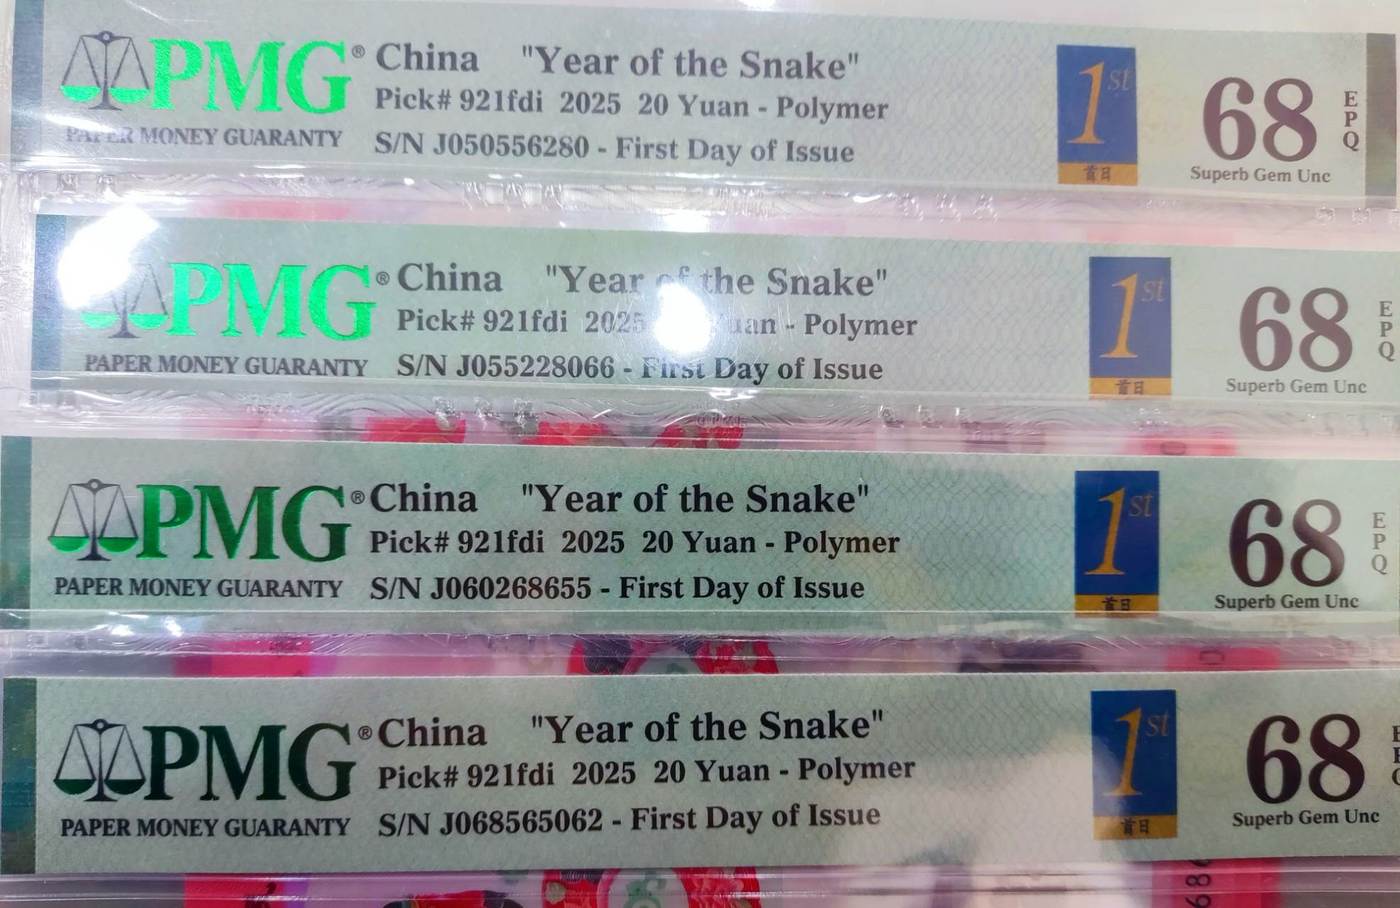 PMG® China "Year of the Snake"
Pick# 921fdi 2025 20 Yuan - Polymer
PAPER MONEY GUARANTY S/N J050556280 - First Day of Issue
1st
首日
68
EPQ
Superb Gem Unc
PMG® China "Year of the Snake"
Pick# 921fdi 2025 Yuan - Polymer
PAPER MONEY GUARANTY S/N J055228066 - First Day of Issue
1st
首日
68
EPQ
Superb Gem Unc
PMG® China "Year of the Snake"
Pick# 921fdi 2025 20 Yuan - Polymer
PAPER MONEY GUARANTY S/N J060268655 - First Day of Issue
1st
首日
68
EPQ
Superb Gem Unc
PMG® China "Year of the Snake"
Pick# 921fdi 2025 20 Yuan - Polymer
PAPER MONEY GUARANTY S/N J068565062 - First Day of Issue
1st
首日
68
Superb Gem Unc